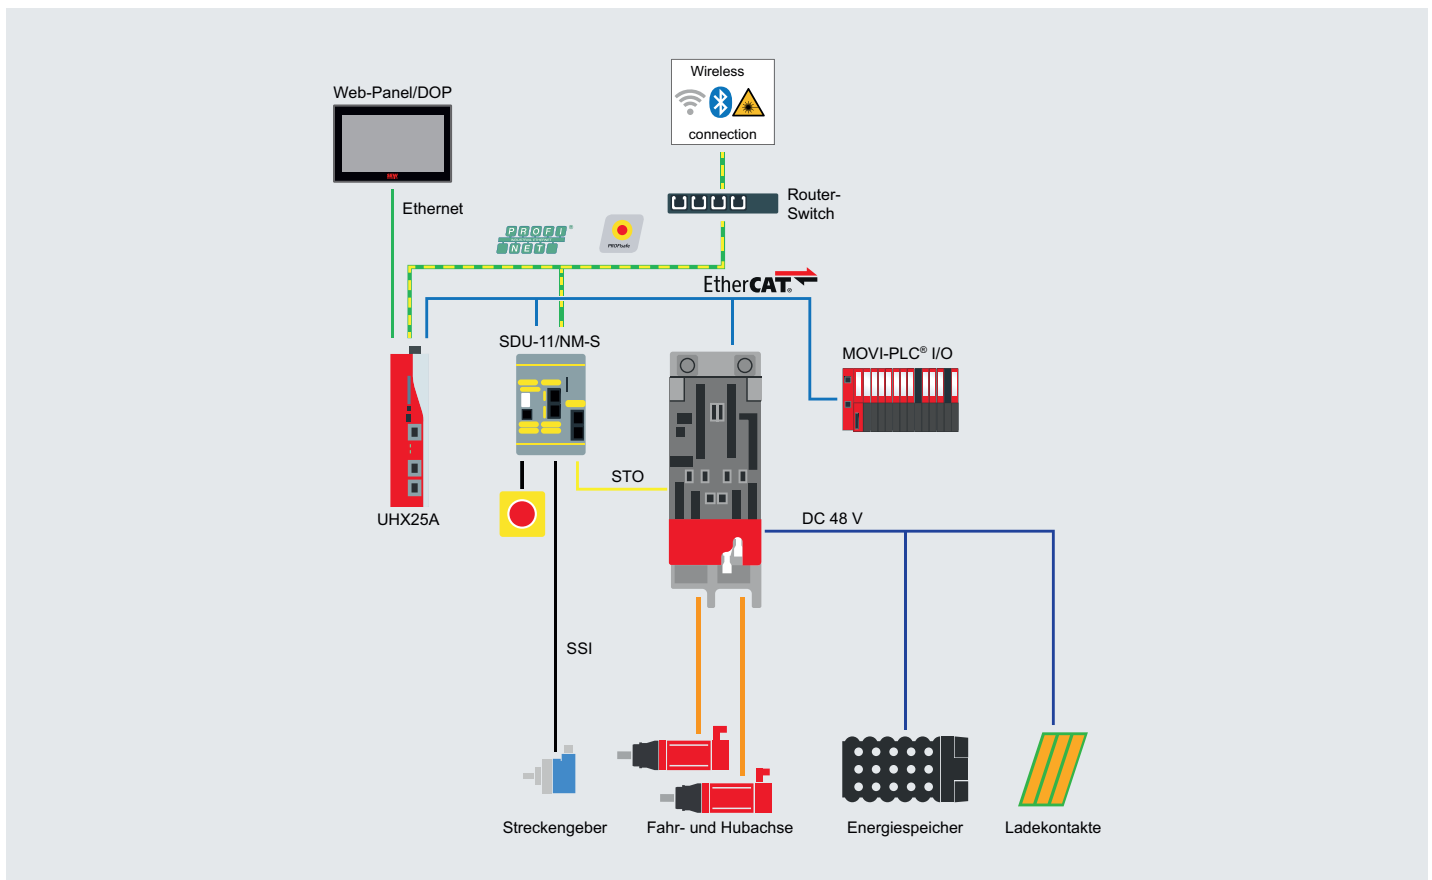 Wireless
connection
Web-Panel/DOP
Router-
Switch
Ethernet
PROFI
NET
PROFIsafe
EtherCAT®
SDU-11/NM-S
MOVI-PLC® I/O
STO
UHX25A
DC 48 V
SSI
Streckengeber
Fahr- und Hubachse
Energiespeicher
Ladekontakte